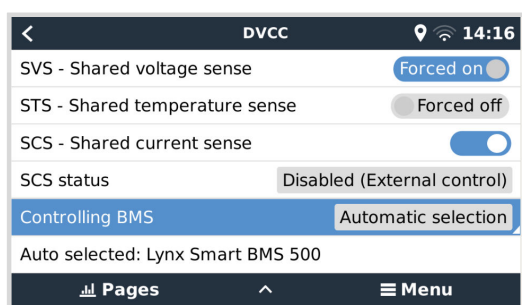 DVCC 14:16
SVS - Shared voltage sense Forced on
STS - Shared temperature sense Forced off
SCS - Shared current sense
SCS status Disabled (External control)
Controlling BMS Automatic selection
Auto selected: Lynx Smart BMS 500
Pages Menu